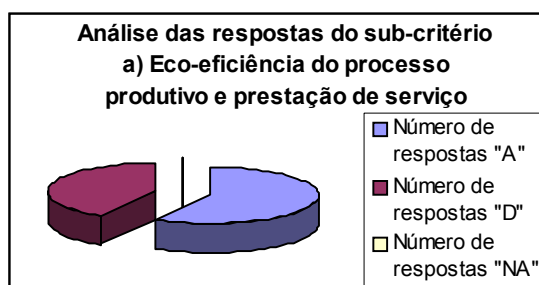 Análise das respostas do sub-critério
a) Eco-eficiência do processo
produtivo e prestação de serviço
Número de
respostas "A"
Número de
respostas "D"
Número de
respostas "NA"